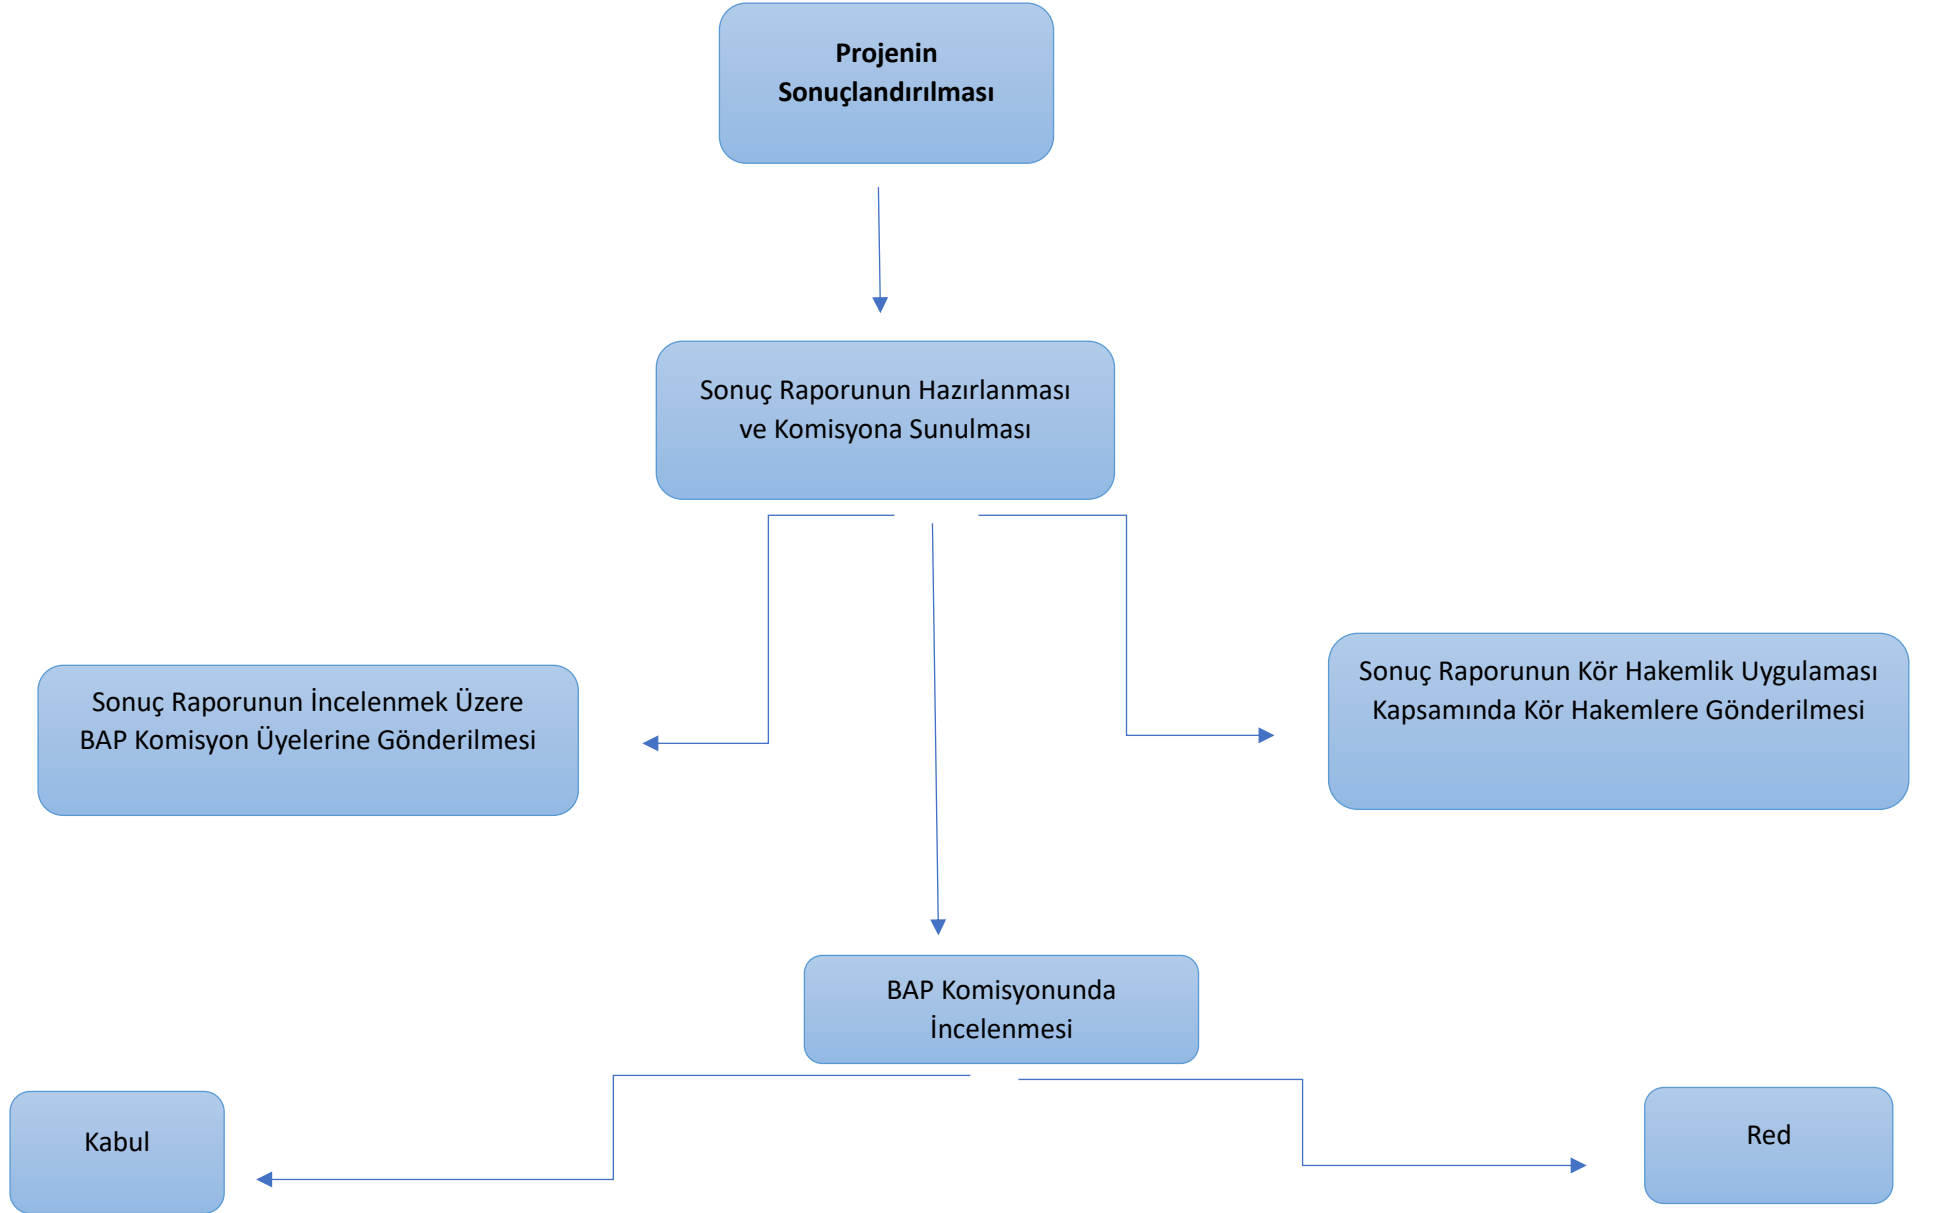 Projenin
Sonuçlandırılması
Sonuç Raporunun Hazırlanması
ve Komisyona Sunulması
Sonuç Raporunun İncelenmek Üzere
BAP Komisyon Üyelerine Gönderilmesi
Sonuç Raporunun Kör Hakemlik Uygulaması
Kapsamında Kör Hakemlere Gönderilmesi
BAP Komisyonunda
İncelenmesi
Kabul
Red